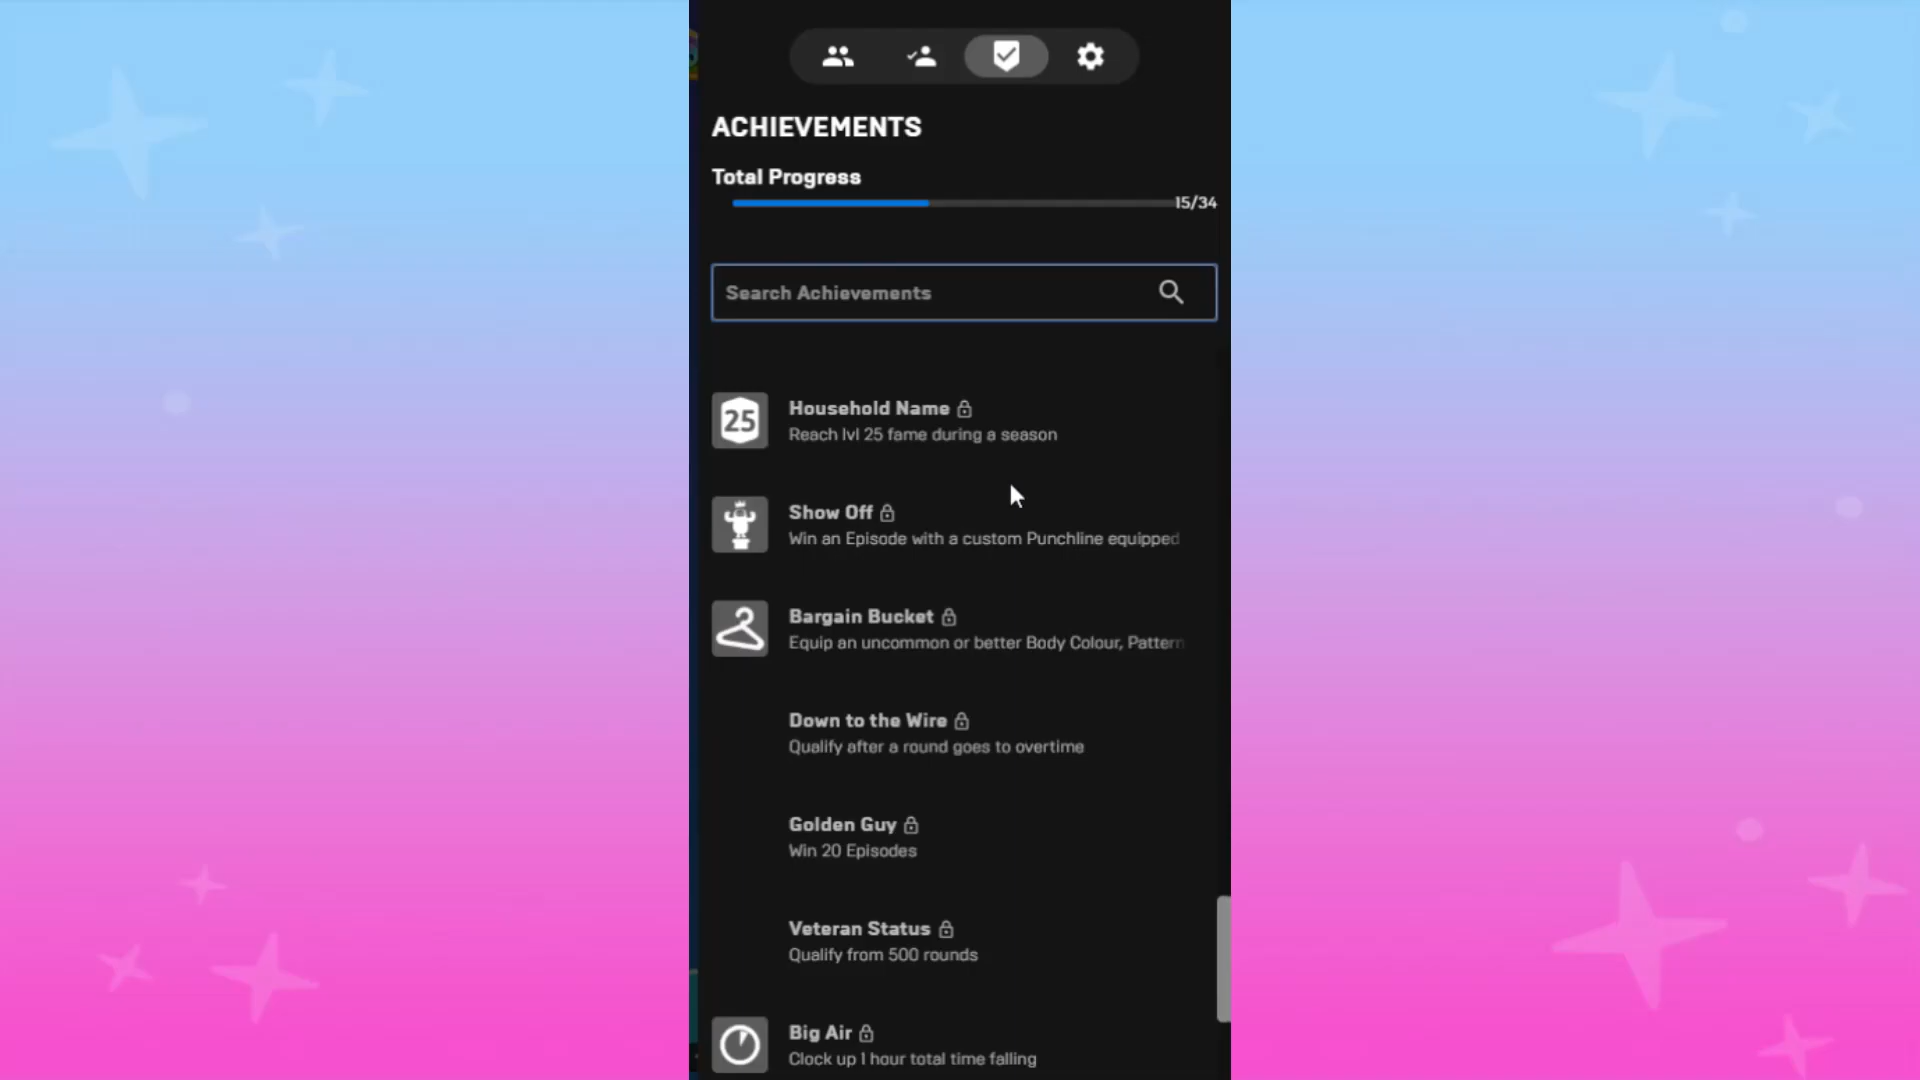 ACHIEVEMENTS
Total Progress
15/34
Search Achievements
25
Household Name
Reach lvl 25 fame during a season
Show Off
Win an Episode with a custom Punchline equipped
Bargain Bucket
Equip an uncommon or better Body Colour, Pattern
Down to the Wire
Qualify after a round goes to overtime
Golden Guy
Win 20 Episodes
Veteran Status
Qualify from 500 rounds
Big Air
Clock up 1 hour total time falling